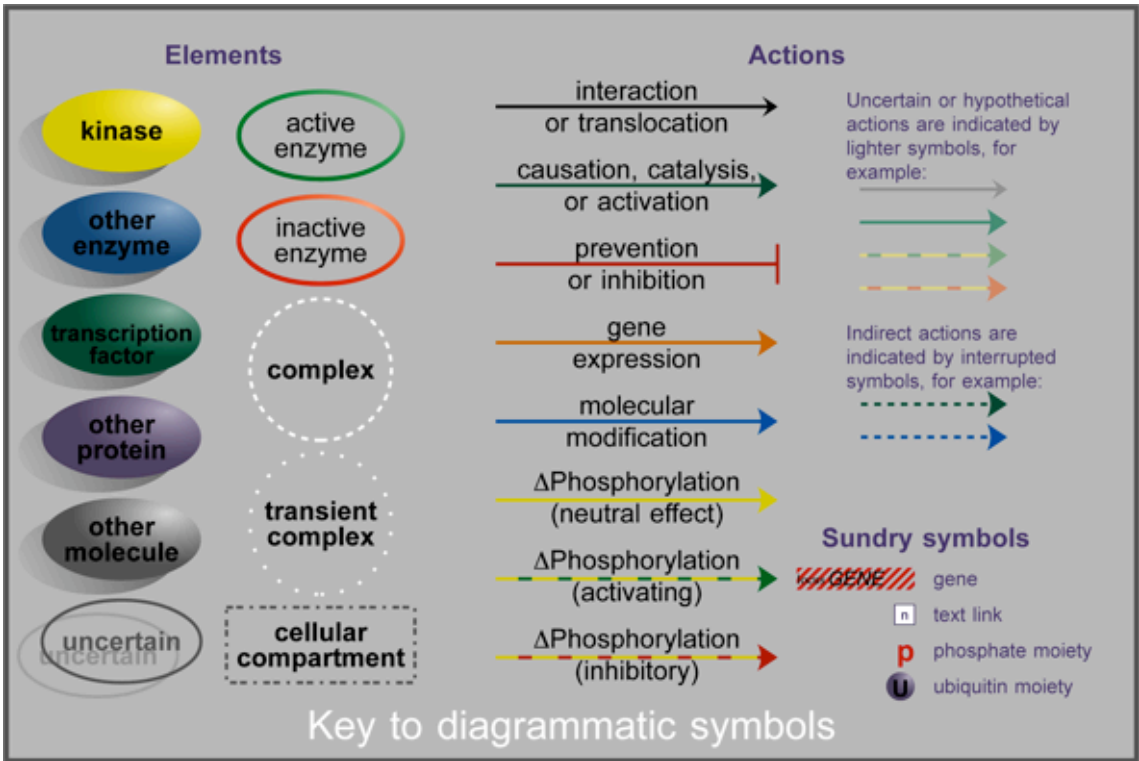 Elements
kinase
other
enzyme
transcription
factor
other
protein
other
molecule
uncertain
uncertain
active
enzyme
inactive
enzyme
complex
transient
complex
cellular
compartment
Actions
interaction
or translocation
causation, catalysis,
or activation
prevention
or inhibition
gene
expression
molecular
modification
ΔPhosphorylation
(neutral effect)
ΔPhosphorylation
(activating)
ΔPhosphorylation
(inhibitory)
Uncertain or hypothetical
actions are indicated by
lighter symbols, for
example:
Indirect actions are
indicated by interrupted
symbols, for example:
Sundry symbols
GENE gene
n text link
p phosphate moiety
U ubiquitin moiety
Key to diagrammatic symbols